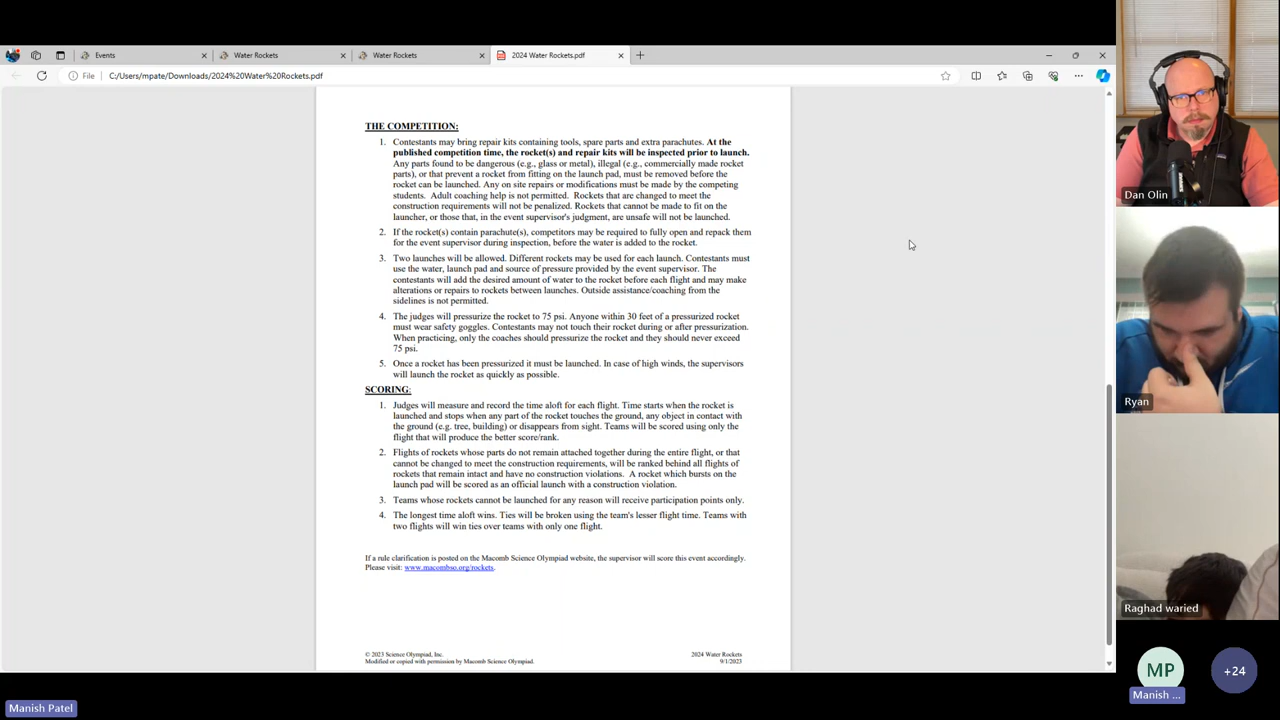 Events
Water Rockets
Water Rockets
2024 Water Rockets.pdf
File C:/Users/mpate/Downloads/2024%20Water%20Rockets.pdf
THE COMPETITION:
1. Contestants may bring repair kits containing tools, spare parts and extra parachutes. At the
published competition time, the rocket(s) and repair kits will be inspected prior to launch.
Any parts found to be dangerous (e.g., glass or metal), illegal (e.g., commercially made rocket
parts), or that prevent a rocket from fitting on the launch pad, must be removed before the
rocket can be launched. Any on site repairs or modifications must be made by the competing
students. Adult coaching help is not permitted. Rockets that are changed to meet the
construction requirements will not be penalized. Rockets that cannot be made to fit on the
launcher, or those that, in the event supervisor's judgment, are unsafe will not be launched.
2. If the rocket(s) contain parachute(s), competitors may be required to fully open and repack them
for the event supervisor during inspection, before the water is added to the rocket.
3. Two launches will be allowed. Different rockets may be used for each launch. Contestants must
use the water, launch pad and source of pressure provided by the event supervisor. The
contestants will add the desired amount of water to the rocket before each flight and may make
alterations or repairs to rockets between launches. Outside assistance/coaching from the
sidelines is not permitted.
4. The judges will pressurize the rocket to 75 psi. Anyone within 30 feet of a pressurized rocket
must wear safety goggles. Contestants may not touch their rocket during or after pressurization.
When practicing, only the coaches should pressurize the rocket and they should never exceed
75 psi.
5. Once a rocket has been pressurized it must be launched. In case of high winds, the supervisors
will launch the rocket as quickly as possible.
SCORING:
1. Judges will measure and record the time aloft for each flight. Time starts when the rocket is
launched and stops when any part of the rocket touches the ground, any object in contact with
the ground (e.g. tree, building) or disappears from sight. Teams will be scored using only the
flight that will produce the better score/rank.
2. Flights of rockets whose parts do not remain attached together during the entire flight, or that
cannot be changed to meet the construction requirements, will be ranked behind all flights of
rockets that remain intact and have no construction violations. A rocket which bursts on the
launch pad will be scored as an official launch with a construction violation.
3. Teams whose rockets cannot be launched for any reason will receive participation points only.
4. The longest time aloft wins. Ties will be broken using the team's lesser flight time. Teams with
two flights will win ties over teams with only one flight.
If a rule clarification is posted on the Macomb Science Olympiad website, the supervisor will score this event accordingly.
Please visit: www.macombso.org/rockets.
© 2023 Science Olympiad, Inc.
Modified or copied with permission by Macomb Science Olympiad.
2024 Water Rockets
9/1/2023
Dan Olin
Ryan
Raghad waried
MP
Manish ...
+24
Manish Patel